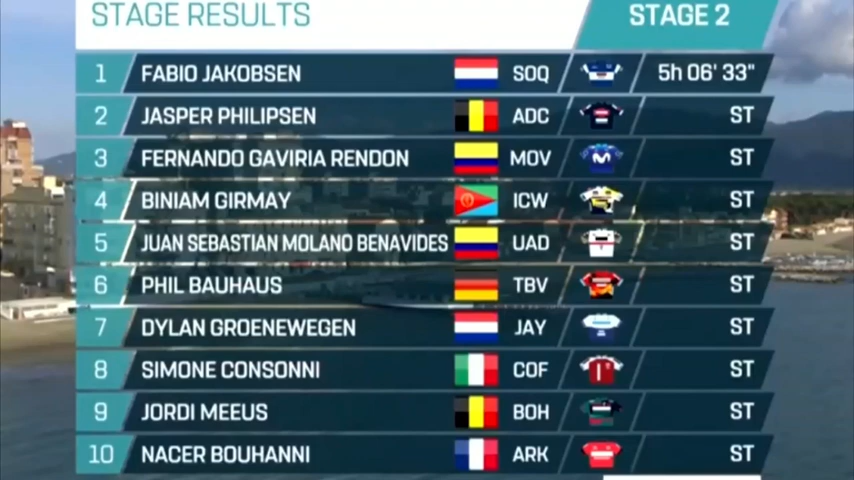 STAGE RESULTS STAGE 2
1 FABIO JAKOBSEN SOQ 5h 06' 33"
2 JASPER PHILIPSEN ADC ST
3 FERNANDO GAVIRIA RENDON MOV ST
4 BINIAM GIRMAY ICW ST
5 JUAN SEBASTIAN MOLANO BENAVIDES UAD ST
6 PHIL BAUHAUS TBV ST
7 DYLAN GROENEWEGEN JAY ST
8 SIMONE CONSONNI COF ST
9 JORDI MEEUS BOH ST
10 NACER BOUHANNI ARK ST